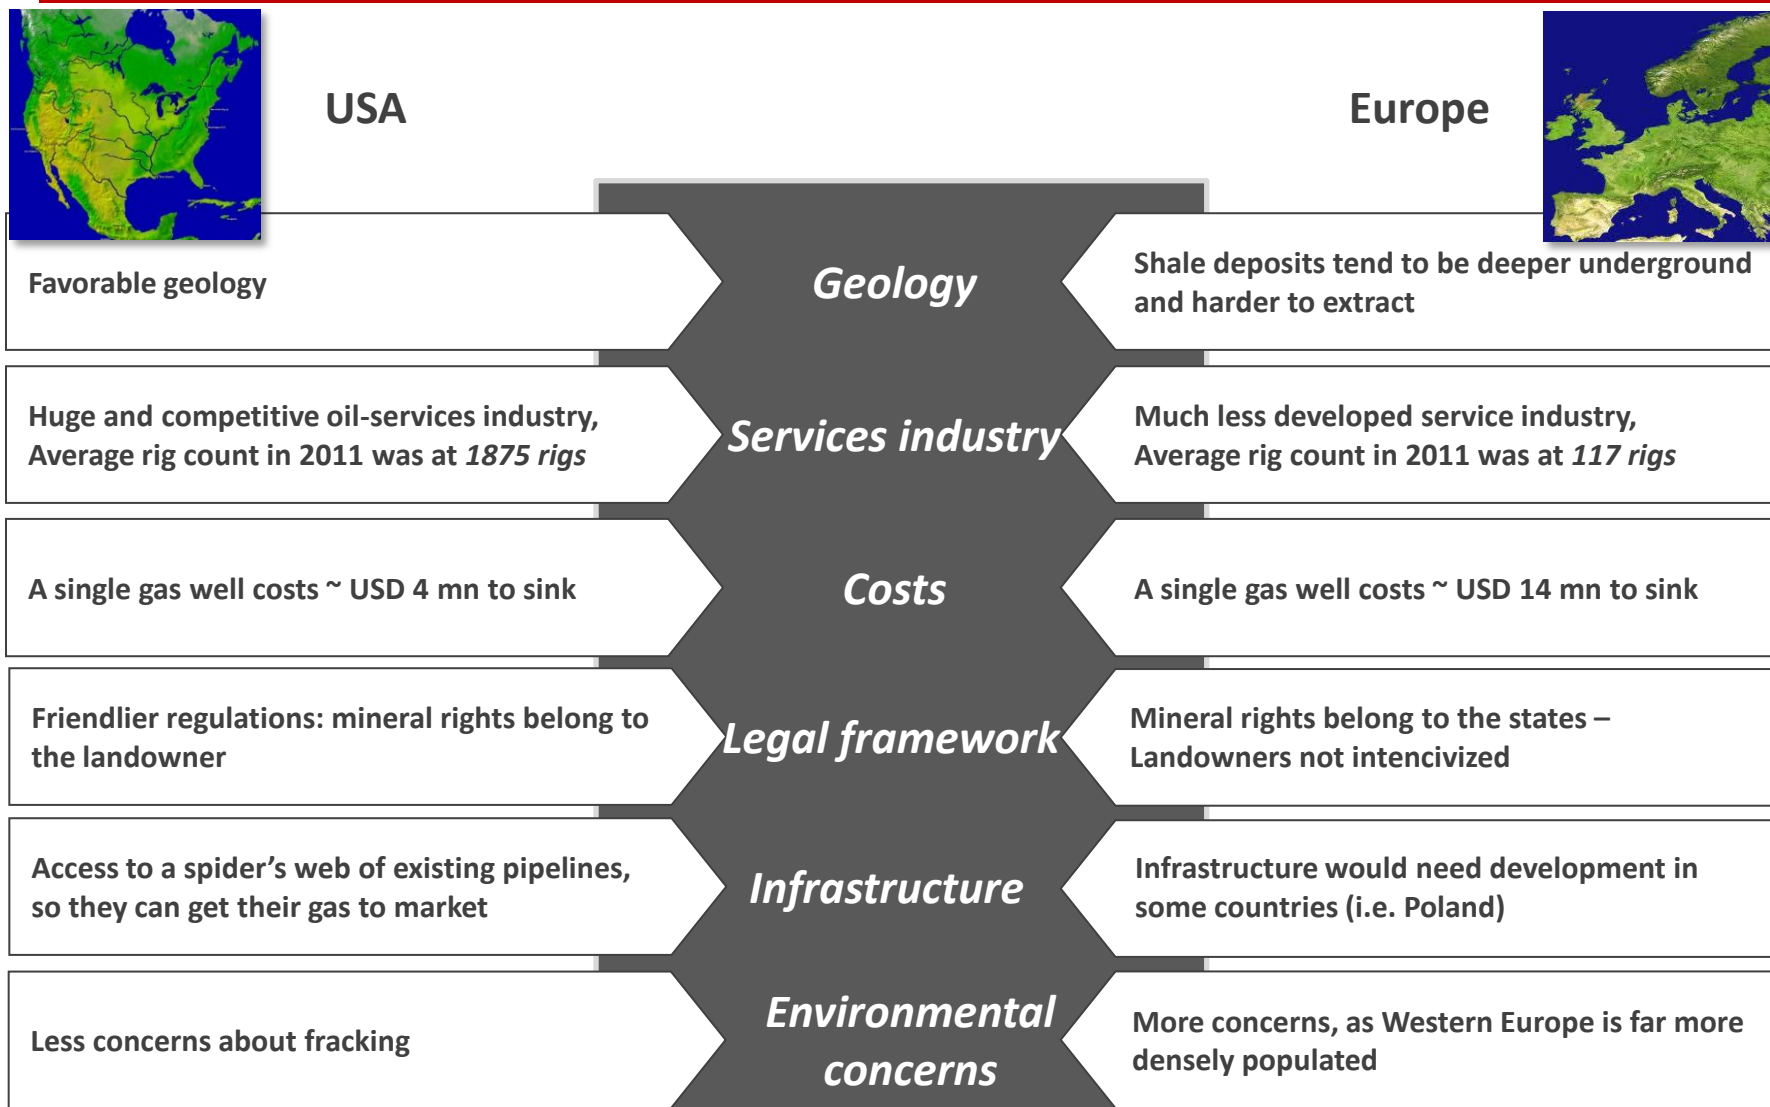 USA
Europe
Favorable geology
Geology
Shale deposits tend to be deeper underground
and harder to extract
Huge and competitive oil-services industry,
Average rig count in 2011 was at 1875 rigs
Services industry
Much less developed service industry,
Average rig count in 2011 was at 117 rigs
A single gas well costs ~ USD 4 mn to sink
Costs
A single gas well costs ~ USD 14 mn to sink
Friendlier regulations: mineral rights belong to
the landowner
Legal framework
Mineral rights belong to the states –
Landowners not intencivized
Access to a spider’s web of existing pipelines,
so they can get their gas to market
Infrastructure
Infrastructure would need development in
some countries (i.e. Poland)
Less concerns about fracking
Environmental
concerns
More concerns, as Western Europe is far more
densely populated